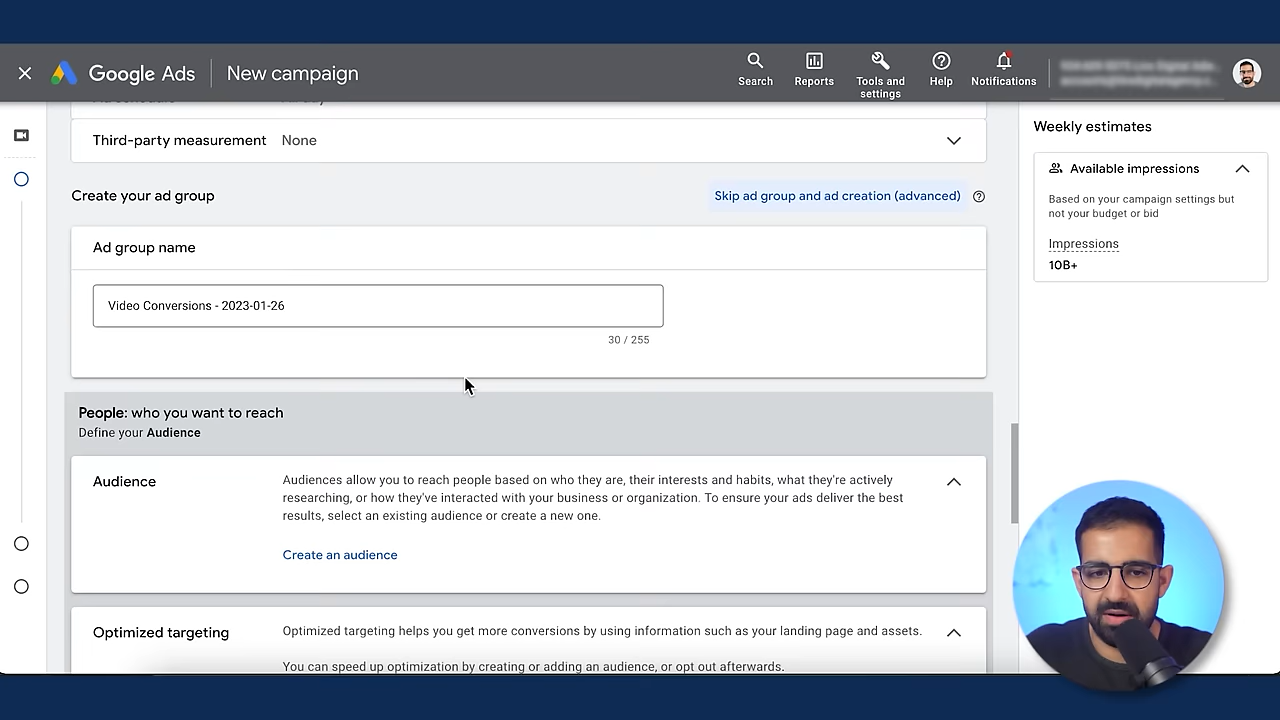 Google Ads
New campaign
Search
Reports
Tools and
settings
Help
Notifications
Third-party measurement None
Create your ad group
Skip ad group and ad creation (advanced)
Ad group name
Video Conversions - 2023-01-26
30 / 255
People: who you want to reach
Define your Audience
Audience
Audiences allow you to reach people based on who they are, their interests and habits, what they're actively
researching, or how they've interacted with your business or organization. To ensure your ads deliver the best
results, select an existing audience or create a new one.
Create an audience
Optimized targeting
Optimized targeting helps you get more conversions by using information such as your landing page and assets.
You can speed up optimization by creating or adding an audience, or opt out afterwards.
Weekly estimates
Available impressions
Based on your campaign settings but
not your budget or bid
Impressions
10B+